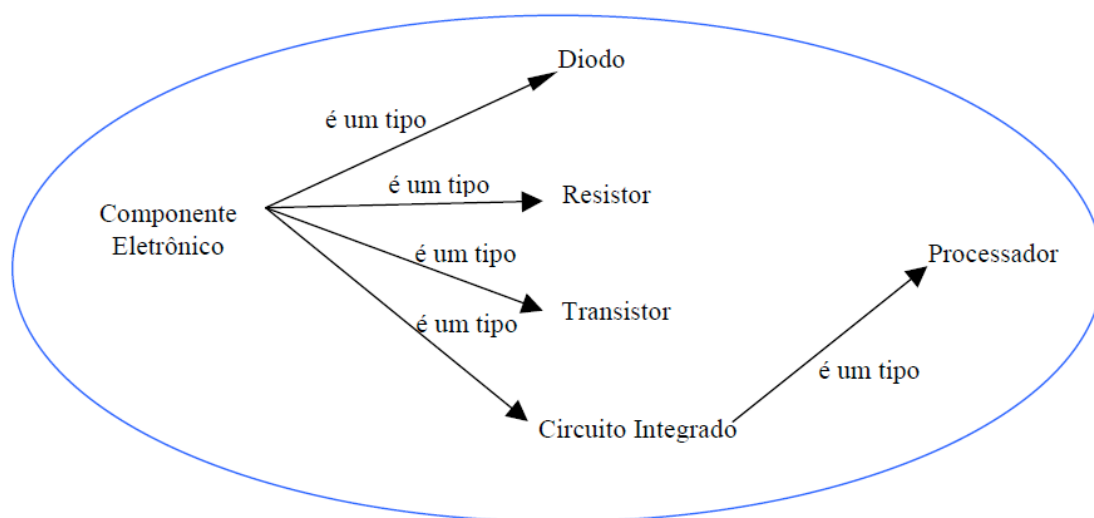 Diodo
é um tipo
é um tipo
Resistor
Componente
Eletrônico
é um tipo
Processador
Transistor
é um tipo
é um tipo
Circuito Integrado